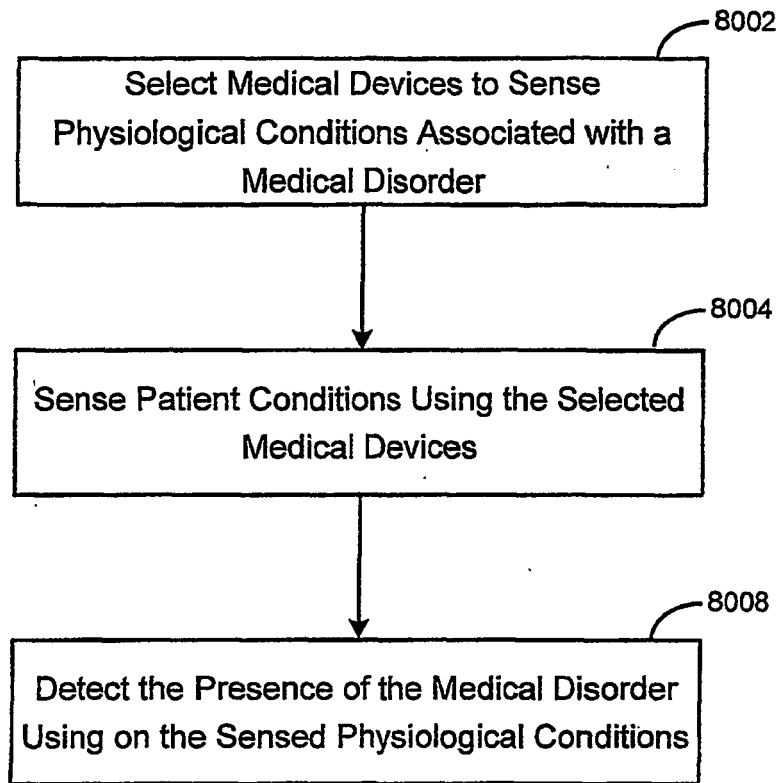 8002
Select Medical Devices to Sense
Physiological Conditions Associated with a
Medical Disorder
8004
Sense Patient Conditions Using the Selected
Medical Devices
8008
Detect the Presence of the Medical Disorder
Using on the Sensed Physiological Conditions